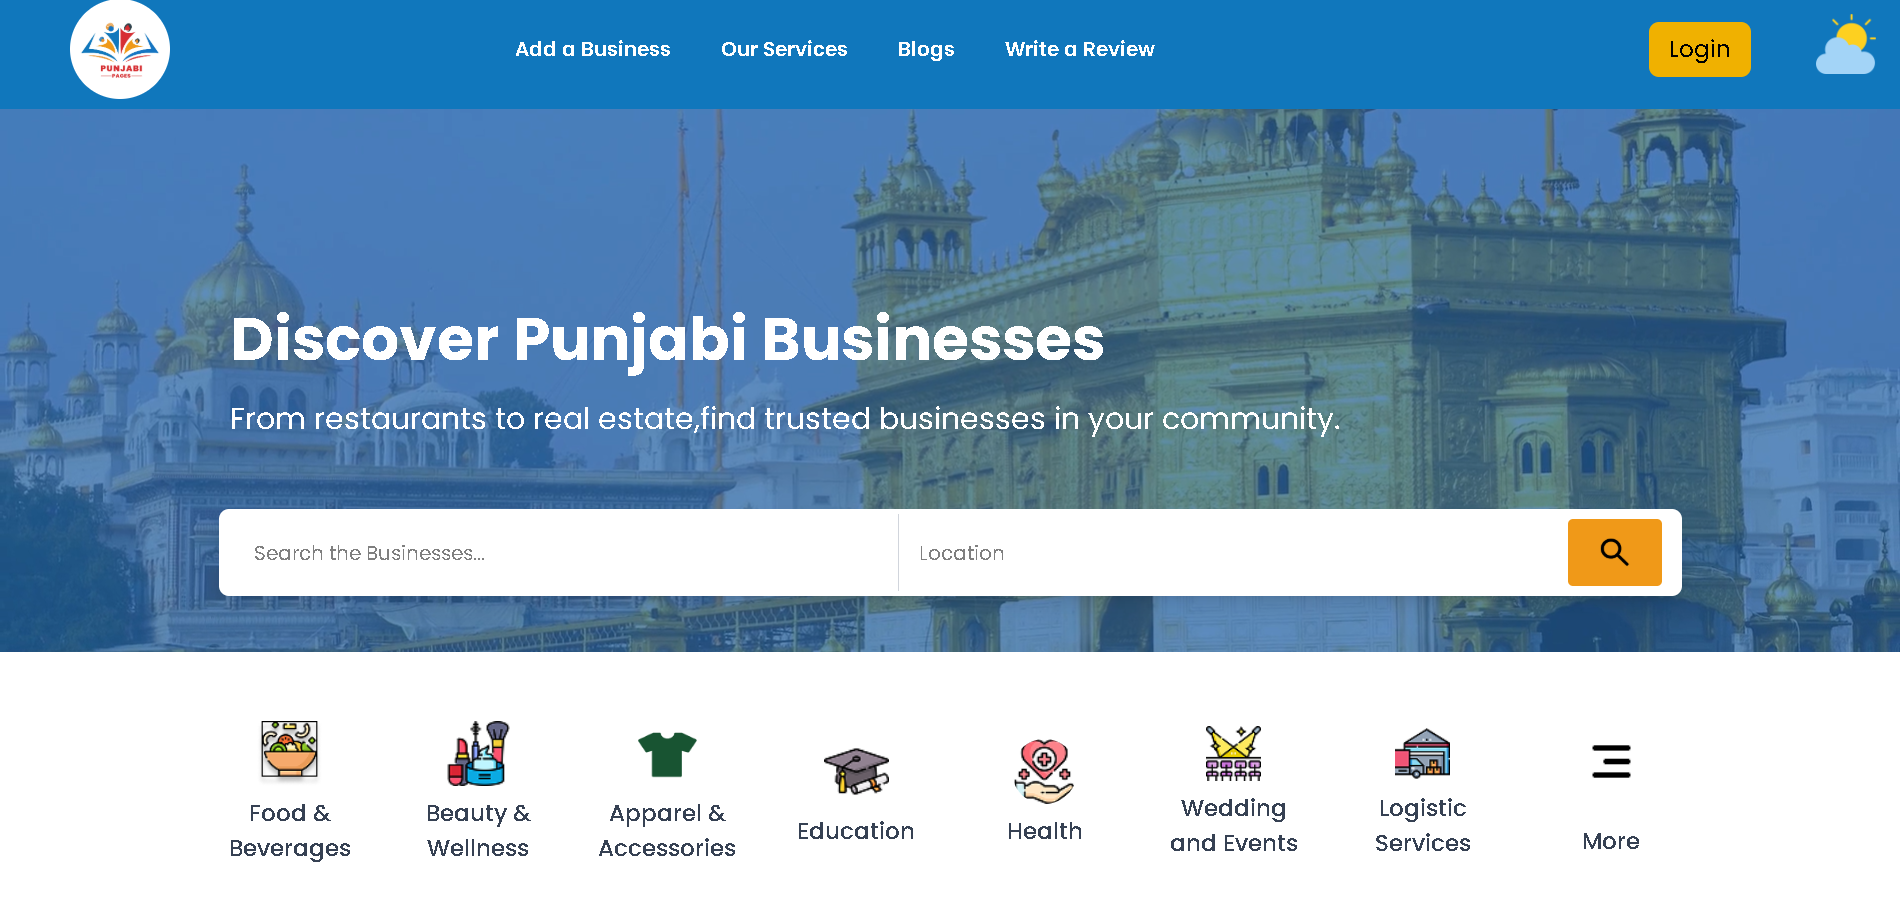 PUNJABI
PAGES
Add a Business
Our Services
Blogs
Write a Review
Login
Discover Punjabi Businesses
From restaurants to real estate,find trusted businesses in your community.
Search the Businesses...
Location
Food &
Beverages
Beauty &
Wellness
Apparel &
Accessories
Education
Health
Wedding
and Events
Logistic
Services
More